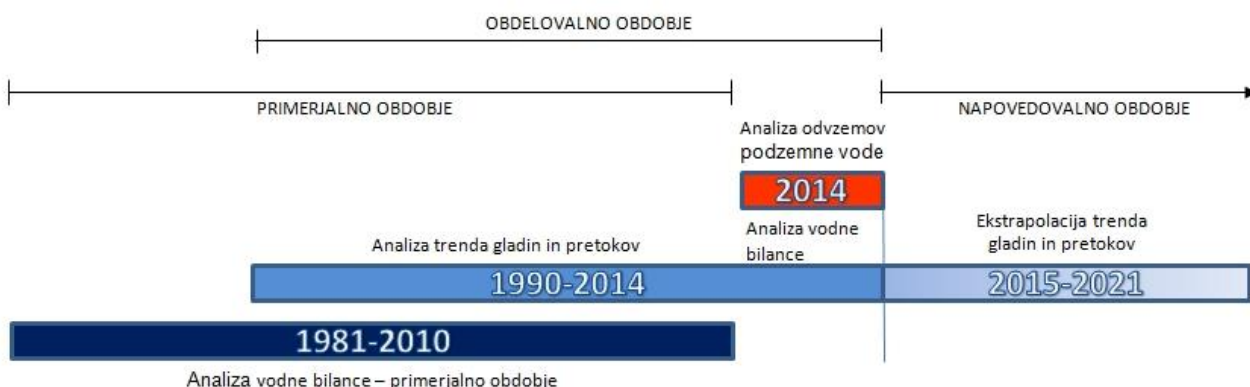 OBDELOVALNO OBDOBJE
PRIMERJALNO OBDOBJE
NAPOVEDOVALNO OBDOBJE
Analiza odvzemov
podzemne vode
2014
Analiza vodne
bilance
Analiza trenda gladin in pretokov
1990-2014
Ekstrapolacija trenda
gladin in pretokov
2015-2021
1981-2010
Analiza vodne bilance – primerjalno obdobje